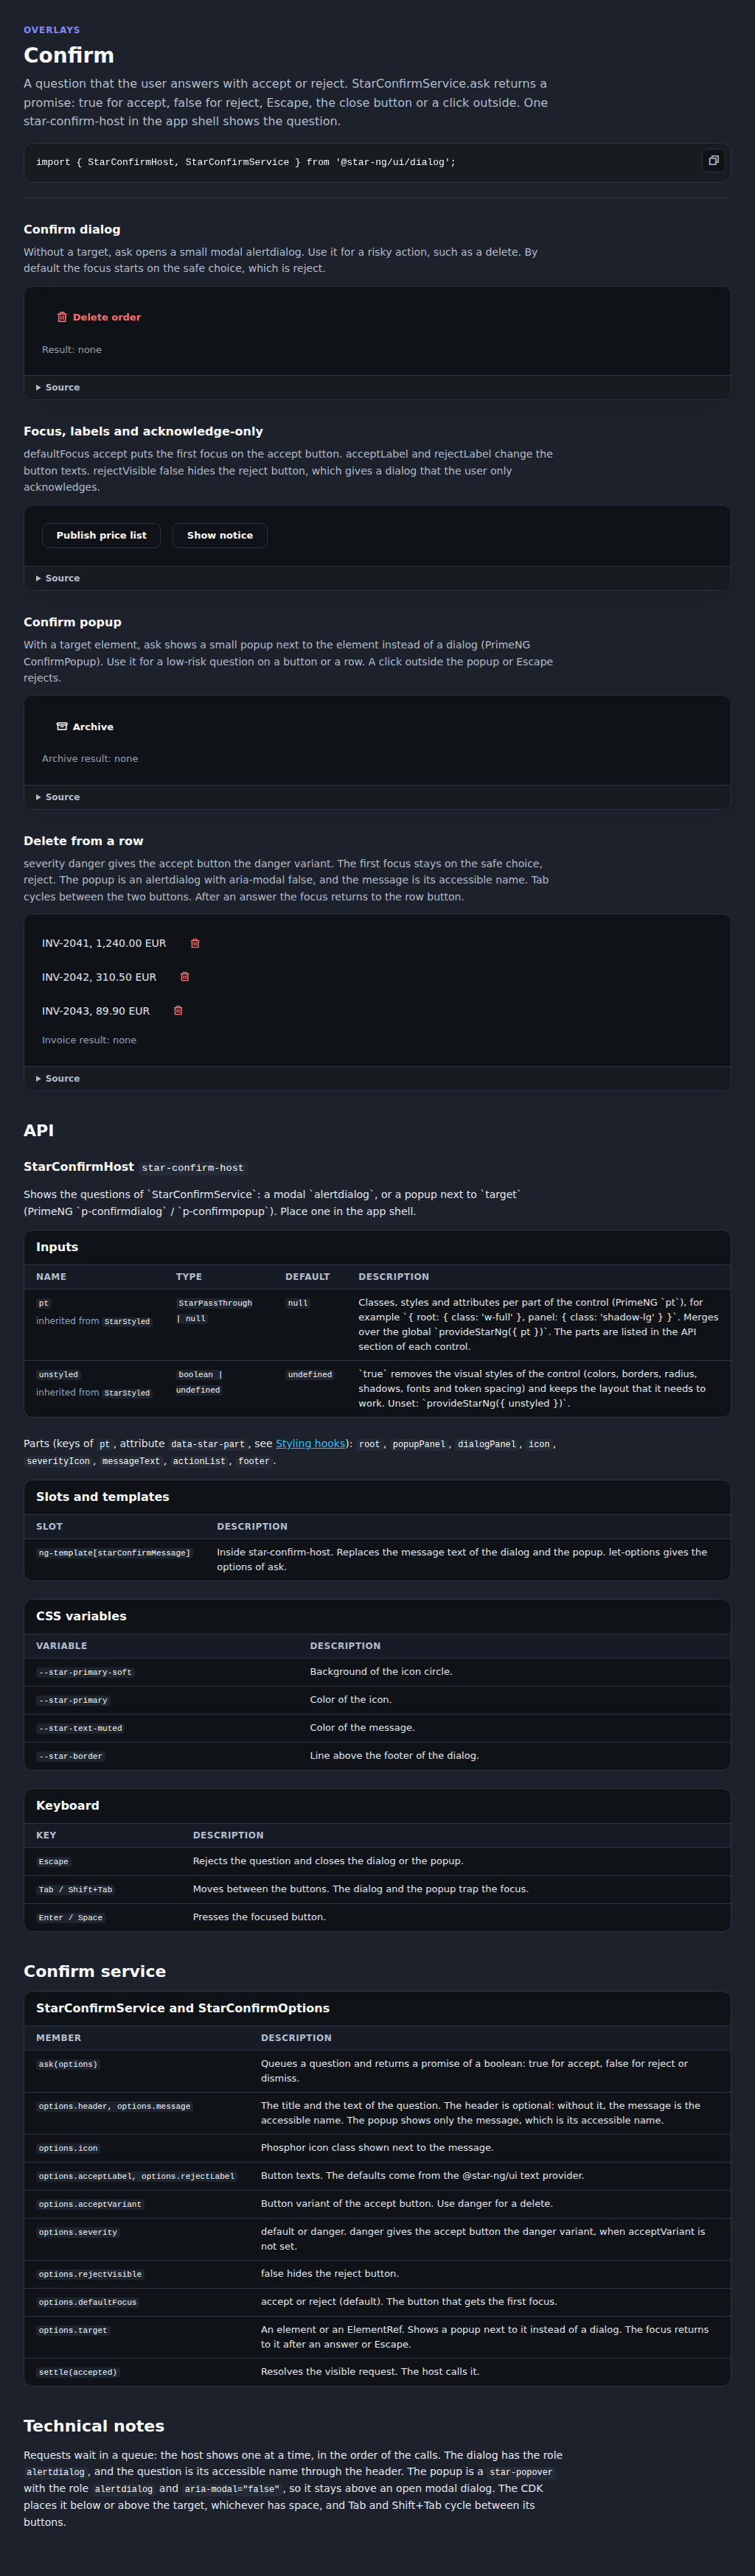 OVERLAYS
Confirm
A question that the user answers with accept or reject. StarConfirmService.ask returns a
promise: true for accept, false for reject, Escape, the close button or a click outside. One
star-confirm-host in the app shell shows the question.
import { StarConfirmHost, StarConfirmService } from '@star-ng/ui/dialog';
Confirm dialog
Without a target, ask opens a small modal alertdialog. Use it for a risky action, such as a delete. By
default the focus starts on the safe choice, which is reject.
Delete order
Result: none
Source
Focus, labels and acknowledge-only
defaultFocus accept puts the first focus on the accept button. acceptLabel and rejectLabel change the
button texts. rejectVisible false hides the reject button, which gives a dialog that the user only
acknowledges.
Publish price list Show notice
Source
Confirm popup
With a target element, ask shows a small popup next to the element instead of a dialog (PrimeNG
ConfirmPopup). Use it for a low-risk question on a button or a row. A click outside the popup or Escape
rejects.
Archive
Archive result: none
Source
Delete from a row
severity danger gives the accept button the danger variant. The first focus stays on the safe choice,
reject. The popup is an alertdialog with aria-modal false, and the message is its accessible name. Tab
cycles between the two buttons. After an answer the focus returns to the row button.
INV-2041, 1,240.00 EUR
INV-2042, 310.50 EUR
INV-2043, 89.90 EUR
Invoice result: none
Source
API
StarConfirmHost star-confirm-host
Shows the questions of `StarConfirmService`: a modal `alertdialog`, or a popup next to `target`
(PrimeNG `p-confirmdialog` / `p-confirmpopup`). Place one in the app shell.
Inputs
NAME TYPE DEFAULT DESCRIPTION
pt StarPassThrough null Classes, styles and attributes per part of the control (PrimeNG `pt`), for
inherited from StarStyled | null example `{ root: { class: 'w-full' }, panel: { class: 'shadow-lg' } }`. Merges
over the global `provideStarNg({ pt })`. The parts are listed in the API
section of each control.
unstyled boolean | undefined `true` removes the visual styles of the control (colors, borders, radius,
inherited from StarStyled undefined shadows, fonts and token spacing) and keeps the layout that it needs to
work. Unset: `provideStarNg({ unstyled })`.
Parts (keys of pt, attribute data-star-part, see Styling hooks): root, popupPanel, dialogPanel, icon,
severityIcon, messageText, actionList, footer.
Slots and templates
SLOT DESCRIPTION
ng-template[starConfirmMessage] Inside star-confirm-host. Replaces the message text of the dialog and the popup. let-options gives the
options of ask.
CSS variables
VARIABLE DESCRIPTION
--star-primary-soft Background of the icon circle.
--star-primary Color of the icon.
--star-text-muted Color of the message.
--star-border Line above the footer of the dialog.
Keyboard
KEY DESCRIPTION
Escape Rejects the question and closes the dialog or the popup.
Tab / Shift+Tab Moves between the buttons. The dialog and the popup trap the focus.
Enter / Space Presses the focused button.
Confirm service
StarConfirmService and StarConfirmOptions
MEMBER DESCRIPTION
ask(options) Queues a question and returns a promise of a boolean: true for accept, false for reject or
dismiss.
options.header, options.message The title and the text of the question. The header is optional: without it, the message is the
accessible name. The popup shows only the message, which is its accessible name.
options.icon Phosphor icon class shown next to the message.
options.acceptLabel, options.rejectLabel Button texts. The defaults come from the @star-ng/ui text provider.
options.acceptVariant Button variant of the accept button. Use danger for a delete.
options.severity default or danger. danger gives the accept button the danger variant, when acceptVariant is
not set.
options.rejectVisible false hides the reject button.
options.defaultFocus accept or reject (default). The button that gets the first focus.
options.target An element or an ElementRef. Shows a popup next to it instead of a dialog. The focus returns
to it after an answer or Escape.
settle(accepted) Resolves the visible request. The host calls it.
Technical notes
Requests wait in a queue: the host shows one at a time, in the order of the calls. The dialog has the role
alertdialog, and the question is its accessible name through the header. The popup is a star-popover
with the role alertdialog and aria-modal="false", so it stays above an open modal dialog. The CDK
places it below or above the target, whichever has space, and Tab and Shift+Tab cycle between its
buttons.